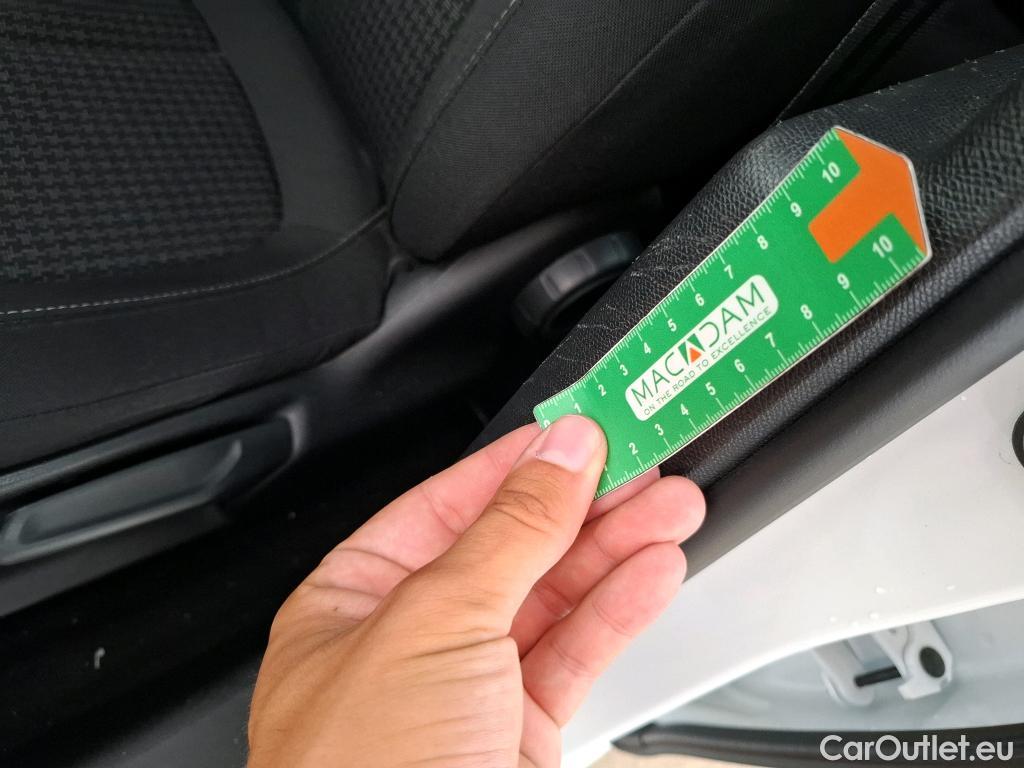 1 2 3 4 5 6 7 8 9 10
MACADAM
ON THE ROAD TO EXCELLENCE
1 2 3 4 5 6 7 8 9 10
CarOutlet.eu